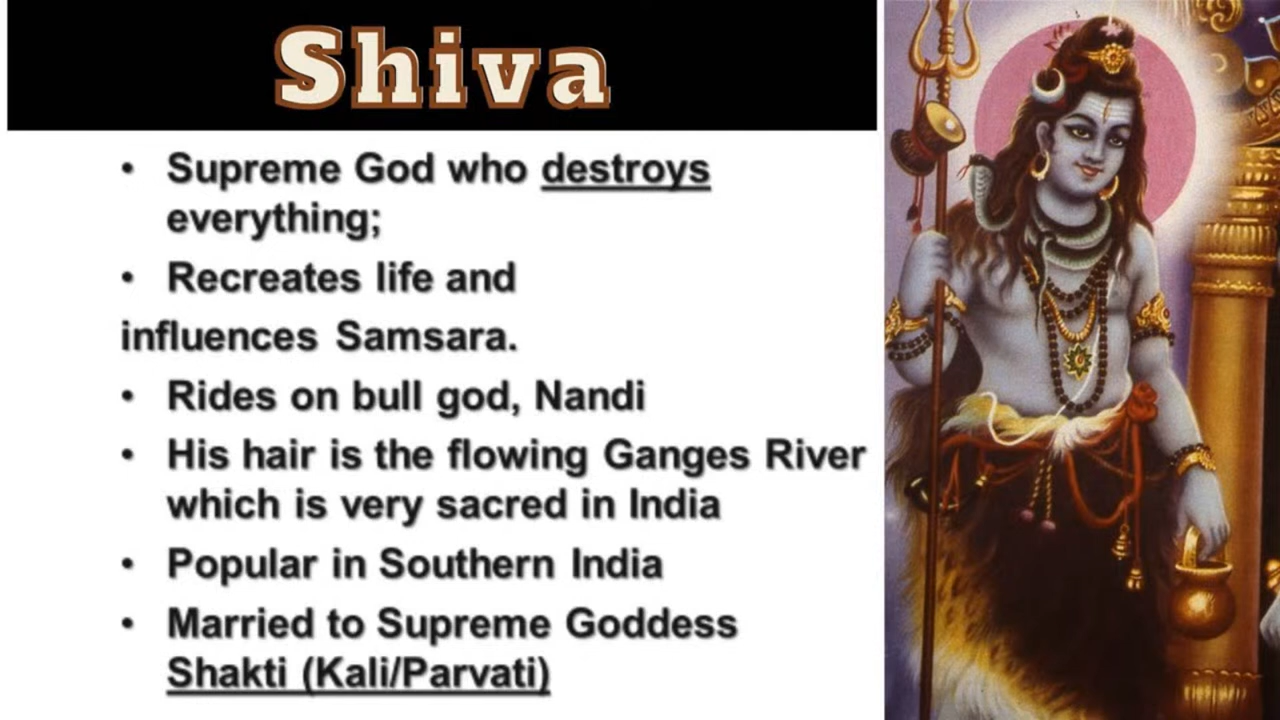 Shiva
• Supreme God who destroys
everything;
• Recreates life and
influences Samsara.
• Rides on bull god, Nandi
• His hair is the flowing Ganges River
which is very sacred in India
• Popular in Southern India
• Married to Supreme Goddess
Shakti (Kali/Parvati)